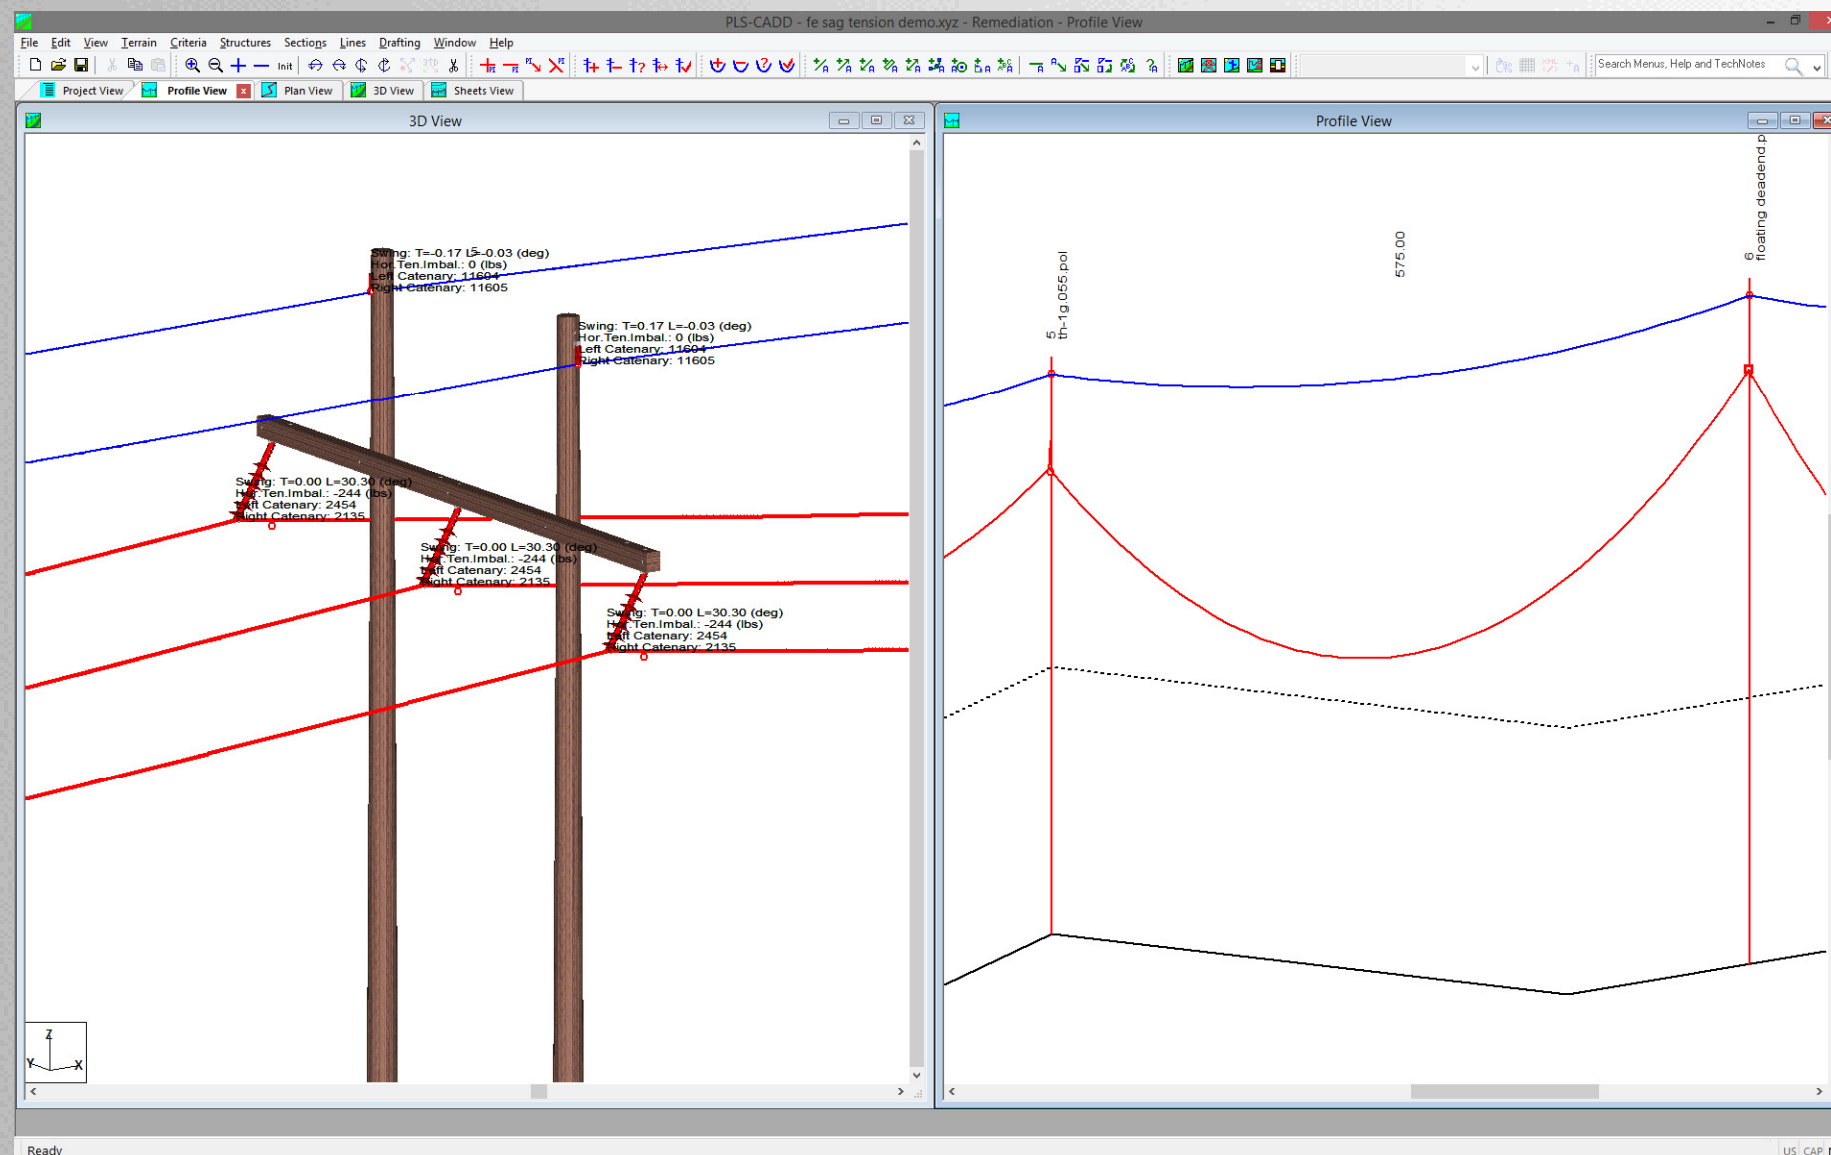 PLS-CADD - fe sag tension demo.xyz - Remediation - Profile View
File Edit View Terrain Criteria Structures Sections Lines Drafting Window Help
Init
Search Menus, Help and TechNotes
Project View Profile View Plan View 3D View Sheets View
3D View
Swing: T=-0.17 L=-0.03 (deg)
5
Hor.Ten.Imbal.: 0 (lbs)
Left Catenary: 11604
Right Catenary: 11605
Swing: T=0.17 L=-0.03 (deg)
Hor.Ten.Imbal.: 0 (lbs)
Left Catenary: 11604
Right Catenary: 11605
Swing: T=0.00 L=30.30 (deg)
Hor.Ten.Imbal.: -244 (lbs)
Left Catenary: 2454
Right Catenary: 2135
Swing: T=0.00 L=30.30 (deg)
Hor.Ten.Imbal.: -244 (lbs)
Left Catenary: 2454
Right Catenary: 2135
Swing: T=0.00 L=30.30 (deg)
Hor.Ten.Imbal.: -244 (lbs)
Left Catenary: 2454
Right Catenary: 2135
Z
Y
X
Profile View
5
th-1g.055.pol
575.00
6
floating deadend.p
Ready
US CAP